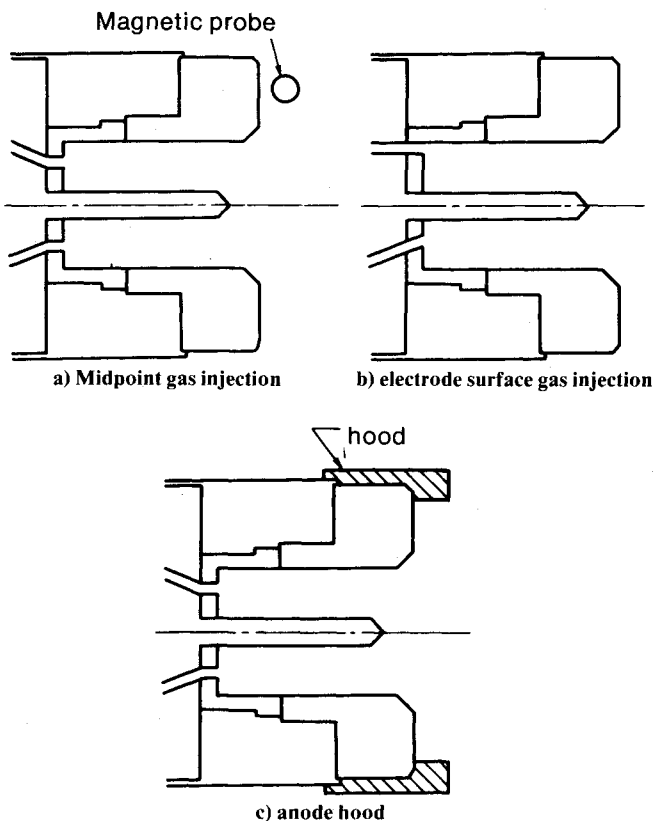 Magnetic probe
a) Midpoint gas injection
b) electrode surface gas injection
hood
c) anode hood